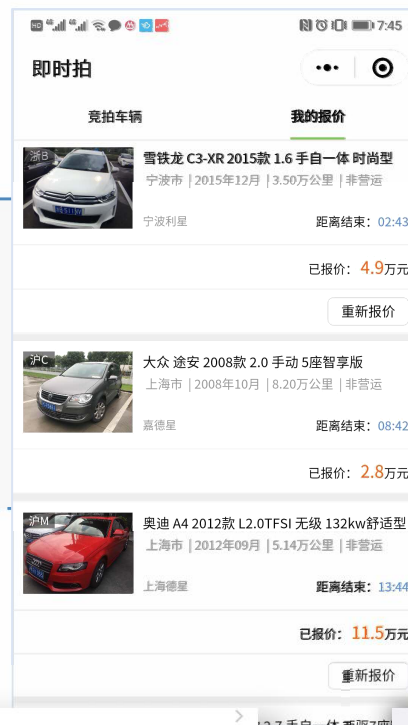 HD 4G 4G 7:45
即时拍
竞拍车辆 我的报价
浙B
雪铁龙 C3-XR 2015款 1.6 手自一体 时尚型
宁波市 | 2015年12月 | 3.50万公里 | 非营运
宁波利星 距离结束：02:43
已报价： 4.9万元
重新报价
沪C
大众 途安 2008款 2.0 手动 5座智享版
上海市 | 2008年10月 | 8.20万公里 | 非营运
嘉德星 距离结束：08:42
已报价： 2.8万元
沪M
奥迪 A4 2012款 L2.0TFSI 无级 132kw舒适型
上海市 | 2012年09月 | 5.14万公里 | 非营运
上海德星 距离结束：13:44
已报价： 11.5万元
重新报价
2.7 手自一体